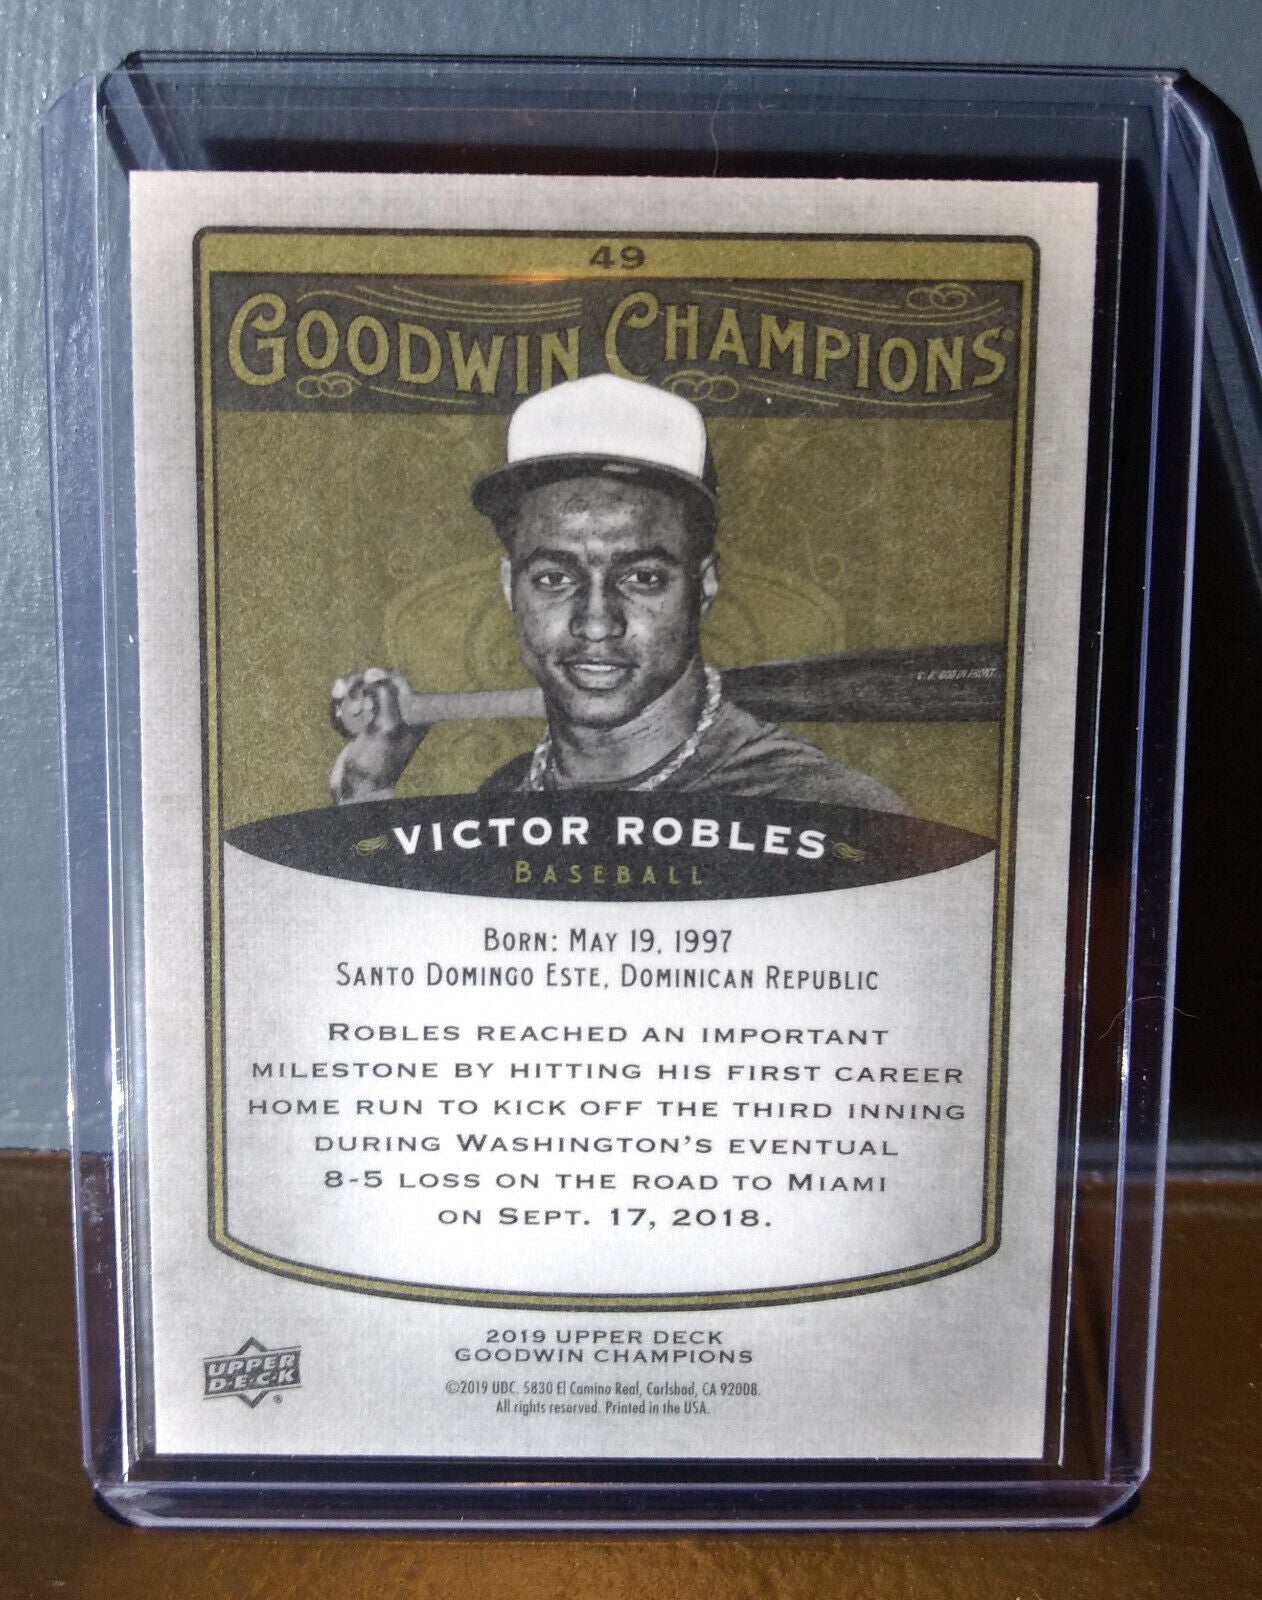 49
GOODWIN CHAMPIONS®
VICTOR ROBLES
BASEBALL
BORN: MAY 19, 1997
SANTO DOMINGO ESTE, DOMINICAN REPUBLIC
ROBLES REACHED AN IMPORTANT
MILESTONE BY HITTING HIS FIRST CAREER
HOME RUN TO KICK OFF THE THIRD INNING
DURING WASHINGTON'S EVENTUAL
8-5 LOSS ON THE ROAD TO MIAMI
ON SEPT. 17, 2018.
2019 UPPER DECK
GOODWIN CHAMPIONS
UPPER
D·E·C·K®
©2019 UDC. 5830 El Camino Real, Carlsbad, CA 92008.
All rights reserved. Printed in the USA.